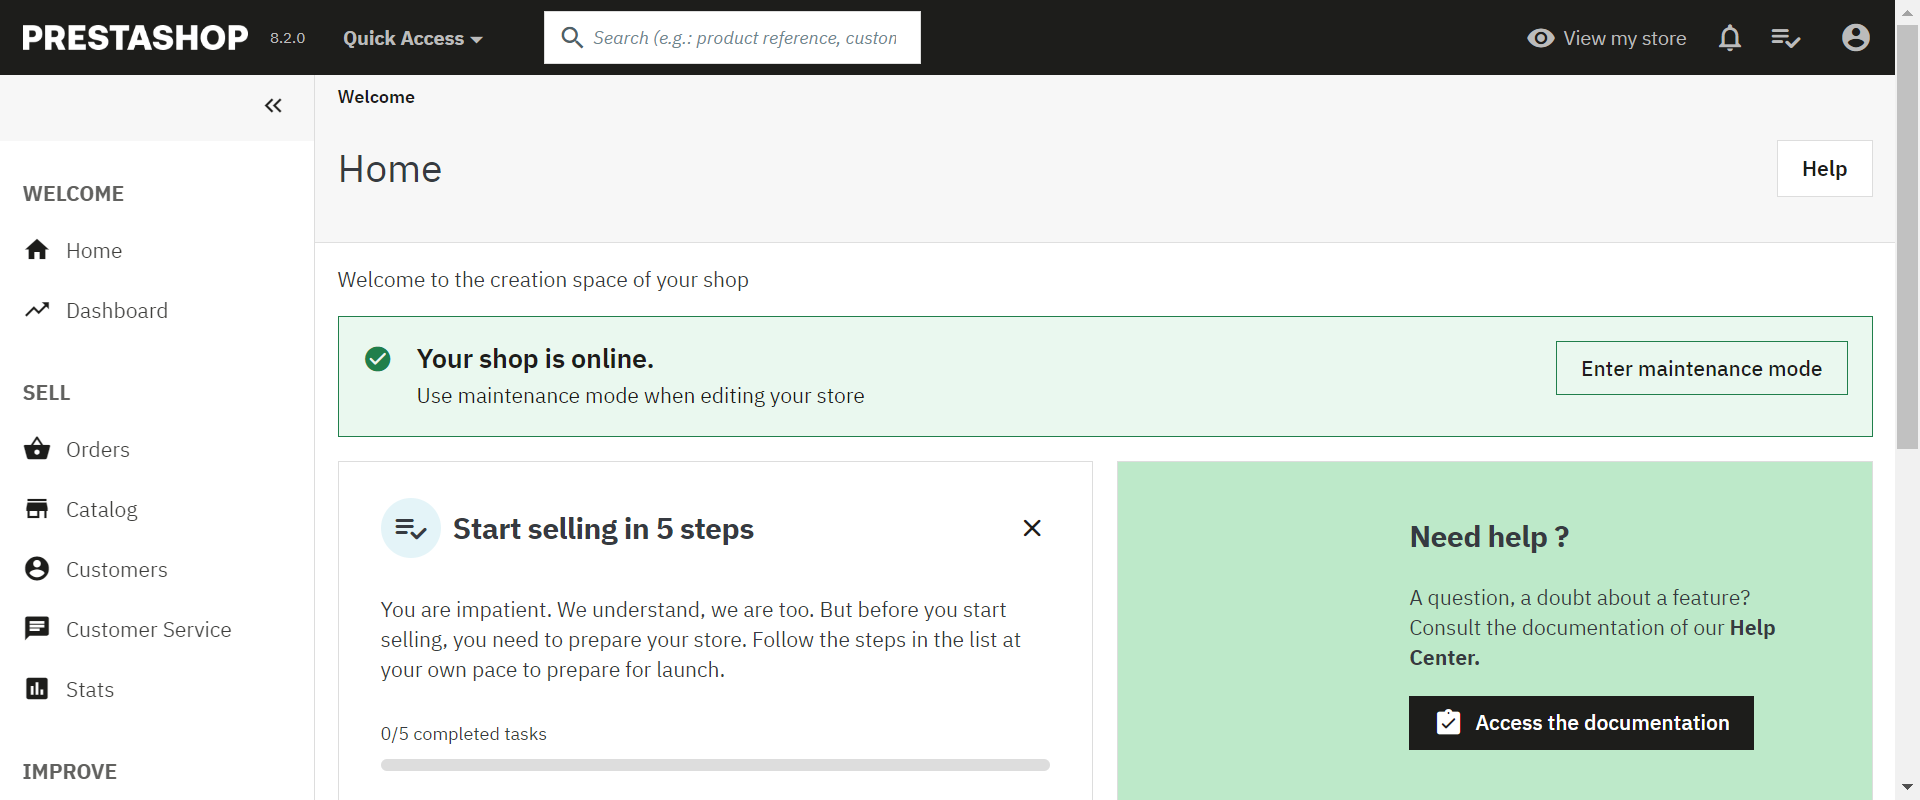 PRESTASHOP 8.2.0 Quick Access Search (e.g.: product reference, custon View my store
Welcome
Home
Help
WELCOME
Home
Dashboard
SELL
Orders
Catalog
Customers
Customer Service
Stats
IMPROVE
Welcome to the creation space of your shop
Your shop is online.
Use maintenance mode when editing your store
Enter maintenance mode
Start selling in 5 steps
You are impatient. We understand, we are too. But before you start
selling, you need to prepare your store. Follow the steps in the list at
your own pace to prepare for launch.
0/5 completed tasks
Need help ?
A question, a doubt about a feature?
Consult the documentation of our Help
Center.
Access the documentation